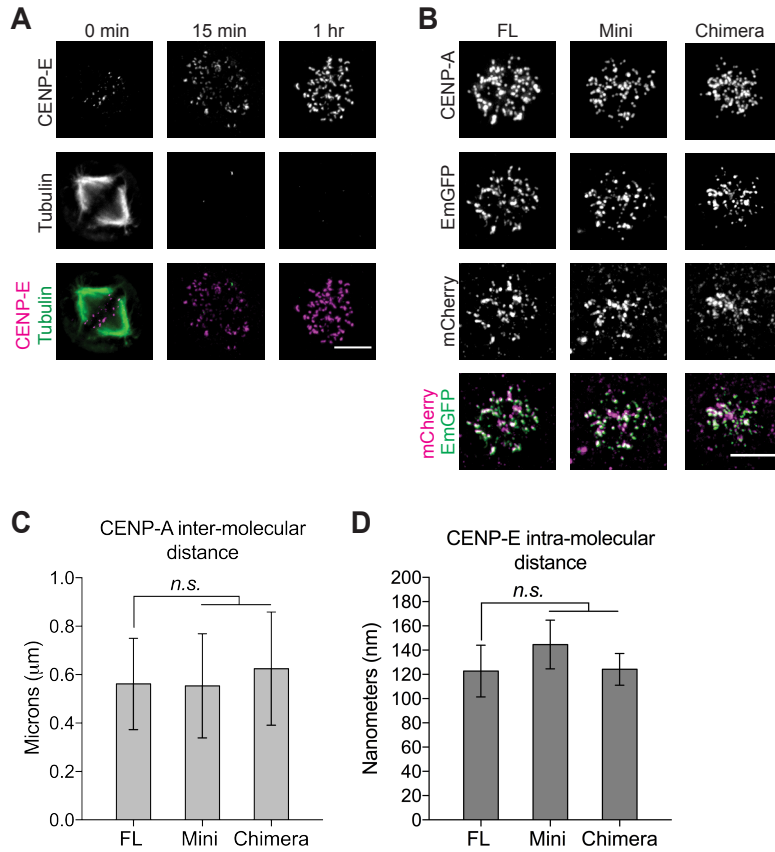 A
0 min
15 min
1 hr
CENP-E
Tubulin
CENP-E
Tubulin
B
FL
Mini
Chimera
CENP-A
EmGFP
mCherry
mCherry
EmGFP
C
CENP-A inter-molecular
distance
n.s.
1.0
0.8
0.6
0.4
0.2
0.0
Microns (μm)
FL
Mini
Chimera
D
CENP-E intra-molecular
distance
n.s.
200
180
160
140
120
100
80
60
40
20
0
Nanometers (nm)
FL
Mini
Chimera